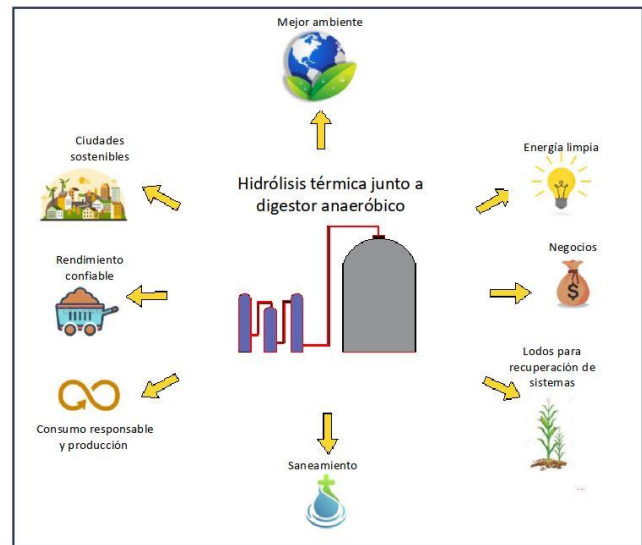 Mejor ambiente
Ciudades
sostenibles
Energía limpia
Hidrólisis térmica junto a
digestor anaeróbico
Rendimiento
confiable
Negocios
$
Lodos para
recuperación de
sistemas
Consumo responsable
y producción
Saneamiento
...